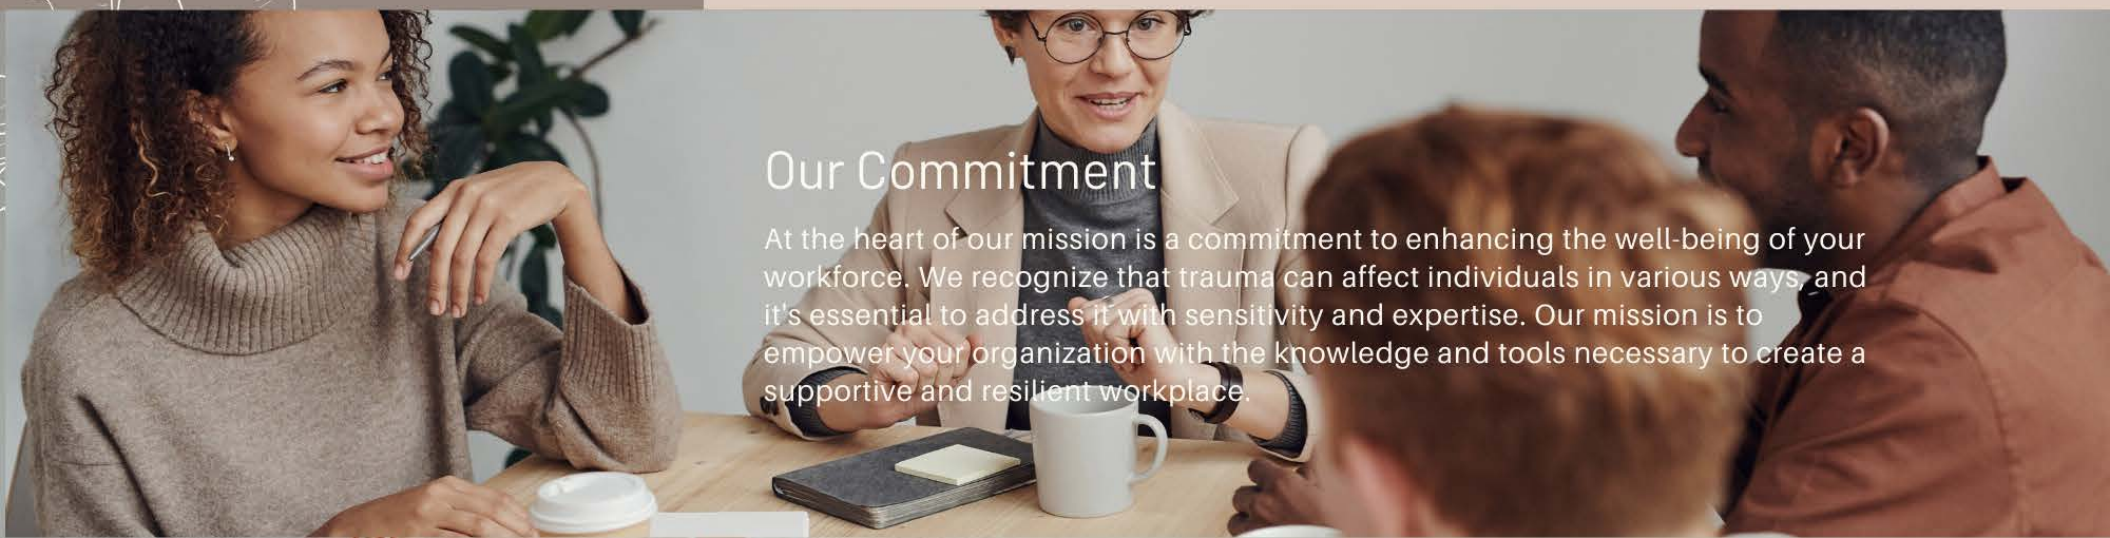 Our Commitment
At the heart of our mission is a commitment to enhancing the well-being of your
workforce. We recognize that trauma can affect individuals in various ways, and
it's essential to address it with sensitivity and expertise. Our mission is to
empower your organization with the knowledge and tools necessary to create a
supportive and resilient workplace.